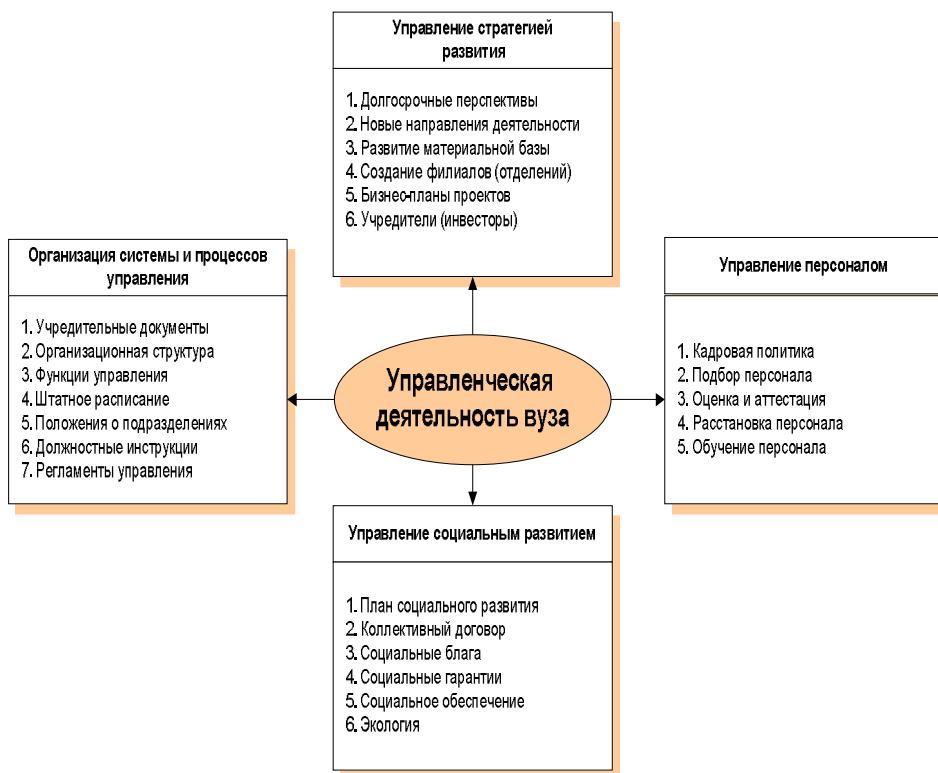 Управление стратегией
развития
1. Долгосрочные перспективы
2. Новые направления деятельности
3. Развитие материальной базы
4. Создание филиалов (отделений)
5. Бизнес-планы проектов
6. Учредители (инвесторы)
Организация системы и процессов
управления
1. Учредительные документы
2. Организационная структура
3. Функции управления
4. Штатное расписание
5. Положения о подразделениях
6. Должностные инструкции
7. Регламенты управления
Управленческая
деятельность вуза
Управление персоналом
1. Кадровая политика
2. Подбор персонала
3. Оценка и аттестация
4. Расстановка персонала
5. Обучение персонала
Управление социальным развитием
1. План социального развития
2. Коллективный договор
3. Социальные блага
4. Социальные гарантии
5. Социальное обеспечение
6. Экология